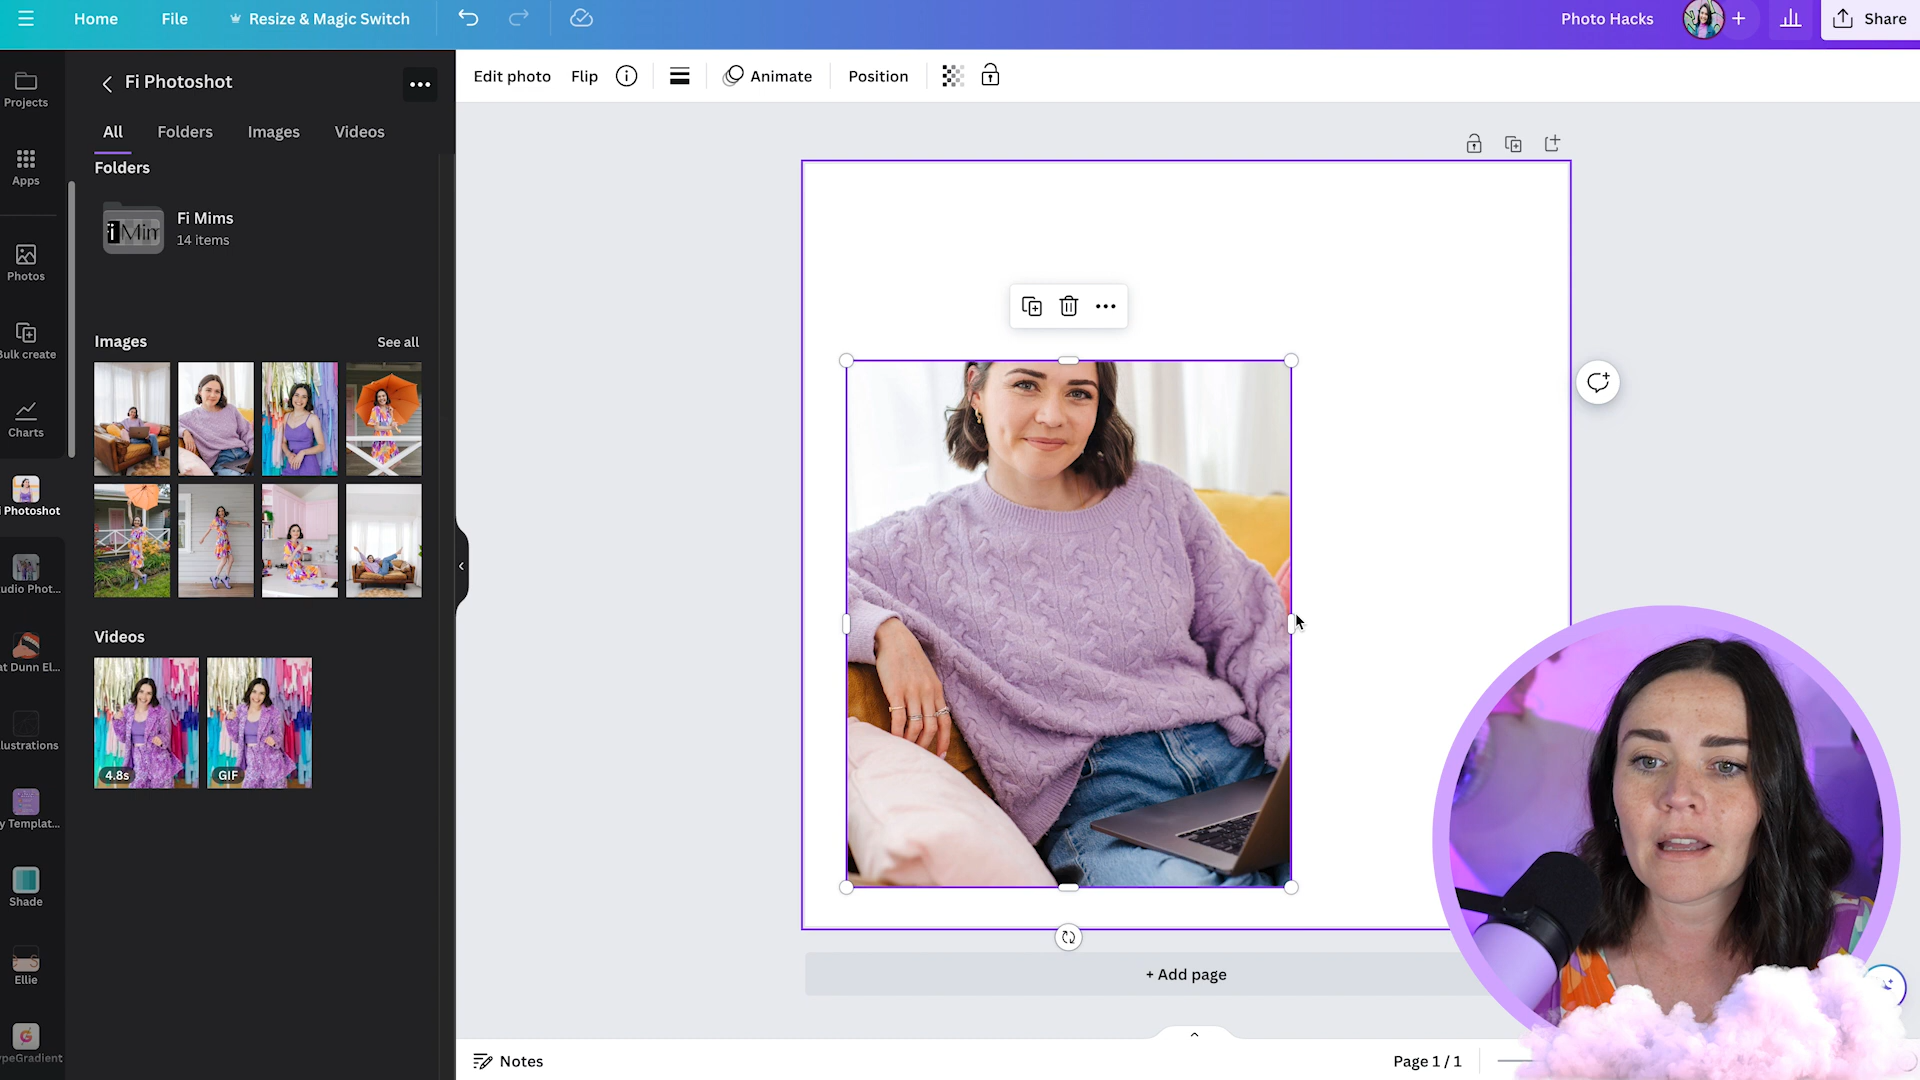 Home File Resize & Magic Switch Photo Hacks Share
Fi Photoshot
Edit photo Flip Animate Position
All Folders Images Videos
Projects
Folders
Apps
Fi Mims
14 items
Photos
Images See all
Bulk create
Charts
i Photoshot
udio Phot...
Videos
at Dunn El...
lustrations
4.8s GIF
y Templat...
Shade
Ellie
+ Add page
ypeGradient
Notes Page 1 / 1